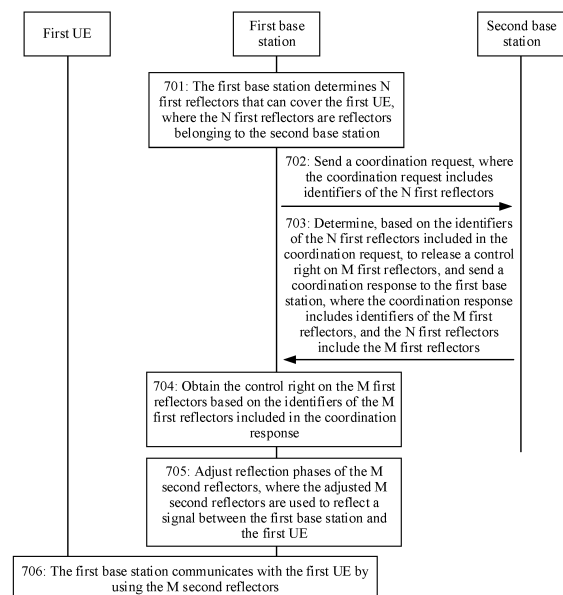 First UE
First base
station
Second base
station
701: The first base station determines N
first reflectors that can cover the first UE,
where the N first reflectors are reflectors
belonging to the second base station
702: Send a coordination request, where
the coordination request includes
identifiers of the N first reflectors
703: Determine, based on the identifiers
of the N first reflectors included in the
coordination request, to release a control
right on M first reflectors, and send a
coordination response to the first base
station, where the coordination response
includes identifiers of the M first
reflectors, and the N first reflectors
include the M first reflectors
704: Obtain the control right on the M first
reflectors based on the identifiers of the M
first reflectors included in the coordination
response
705: Adjust reflection phases of the M
second reflectors, where the adjusted M
second reflectors are used to reflect a
signal between the first base station and
the first UE
706: The first base station communicates with the first UE by
using the M second reflectors